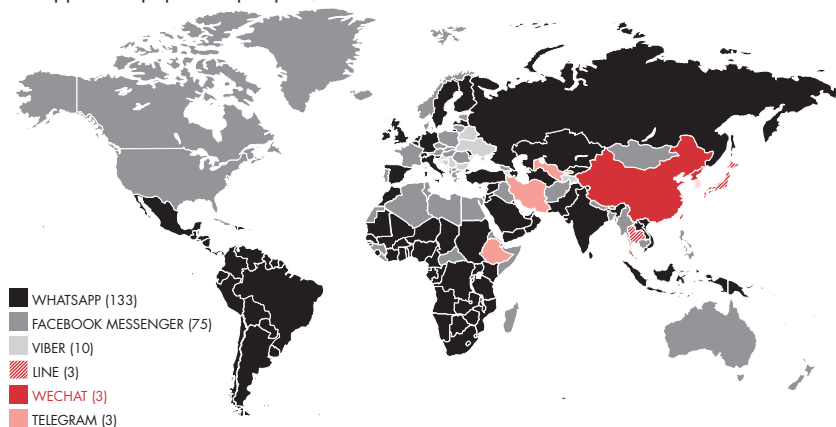 WHATSAPP (133)
FACEBOOK MESSENGER (75)
VIBER (10)
LINE (3)
WECHAT (3)
TELEGRAM (3)